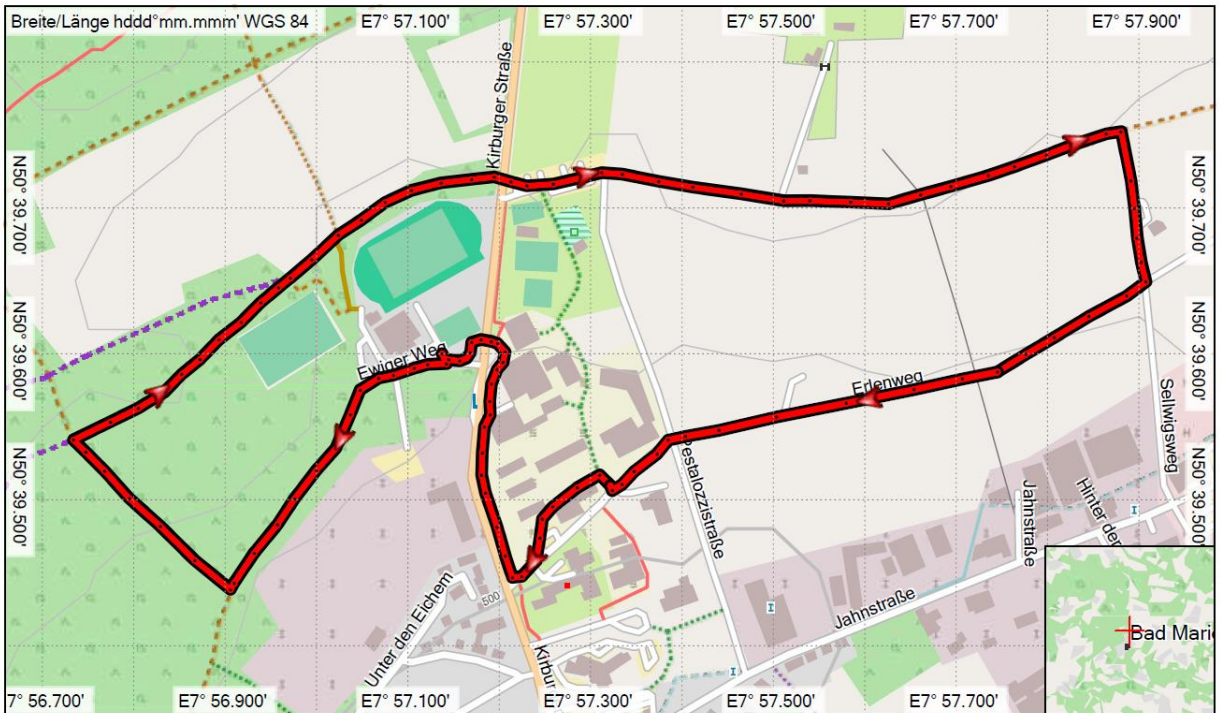 Breite/Länge hddd°mm.mmm' WGS 84
E7° 57.100'
E7° 57.300'
E7° 57.500'
E7° 57.700'
E7° 57.900'
Kirburger Straße
H
N50° 39.700'
N50° 39.700'
N50° 39.600'
N50° 39.600'
Ewiger Weg
Erlenweg
Sellwigsweg
N50° 39.500'
N50° 39.500'
Pestalozzistraße
Jahnstraße
Hinter der
Jahnstraße
Unter den Eichem
500
Kirbur
Bad Marie
7° 56.700'
E7° 56.900'
E7° 57.100'
E7° 57.300'
E7° 57.500'
E7° 57.700'